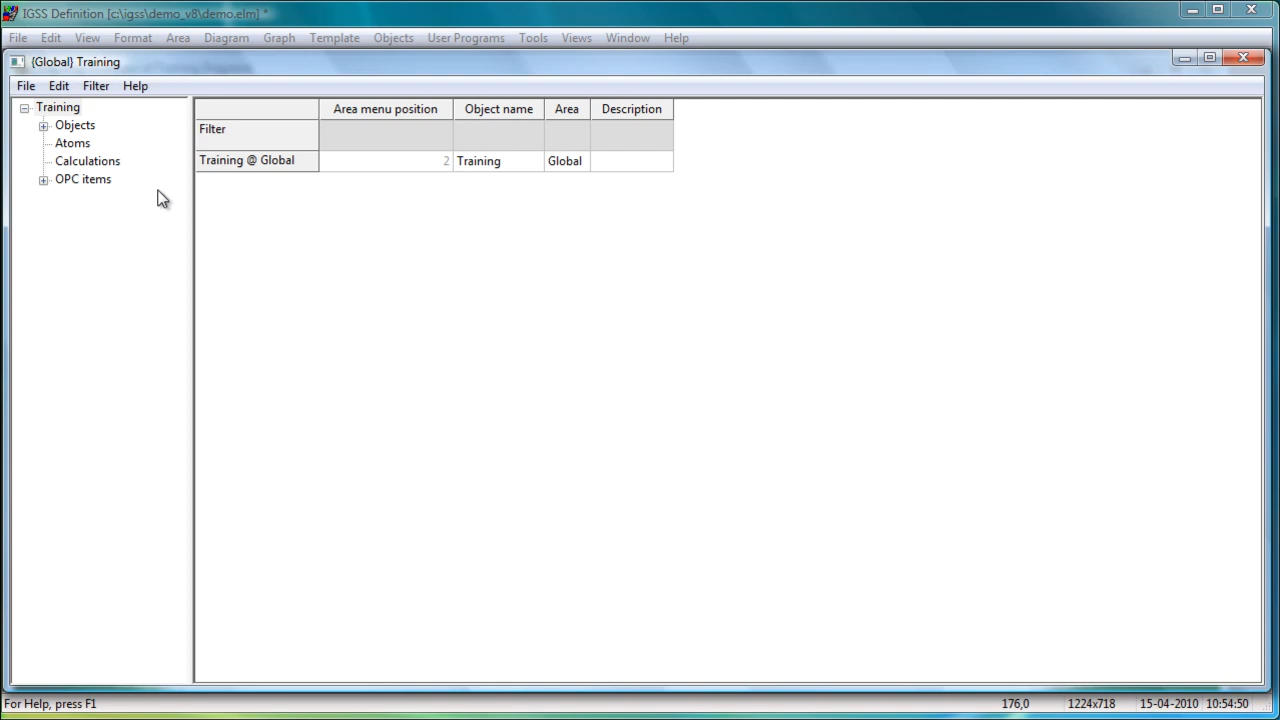 IGSS Definition [c:\igss\demo_v8\demo.elm] *
File Edit View Format Area Diagram Graph Template Objects User Programs Tools Views Window Help
{Global} Training
File Edit Filter Help
Training
Objects
Atoms
Calculations
OPC items
Area menu position Object name Area Description
Filter
Training @ Global 2 Training Global
For Help, press F1 176,0 1224x718 15-04-2010 10:54:50